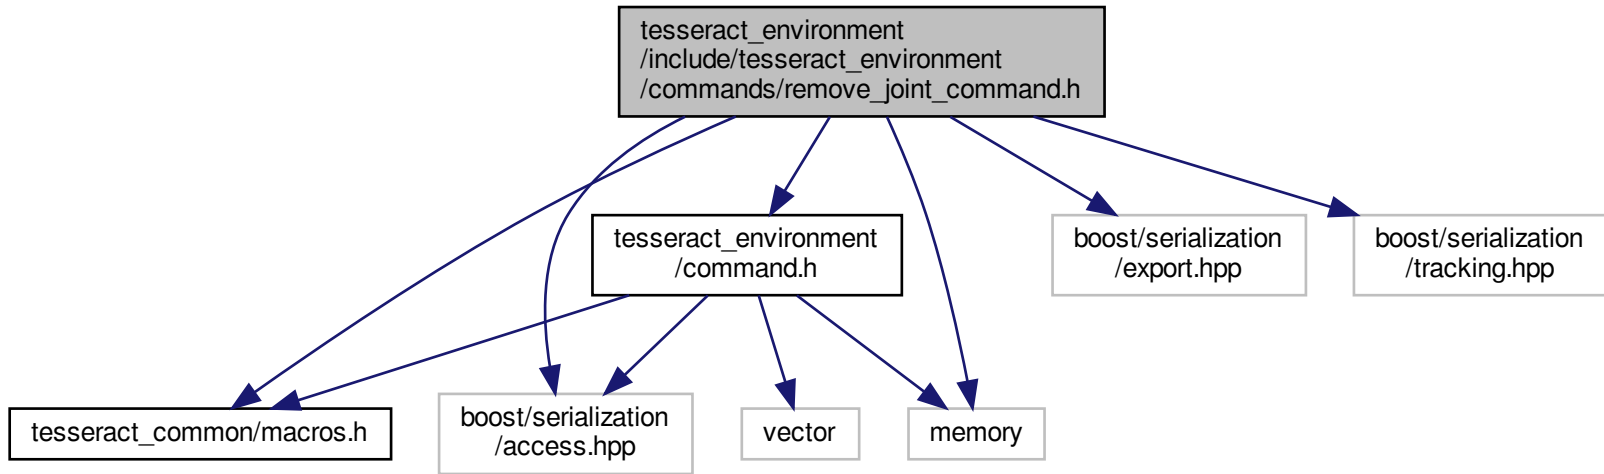 tesseract_environment
/include/tesseract_environment
/commands/remove_joint_command.h
tesseract_environment
/command.h
boost/serialization
/export.hpp
boost/serialization
/tracking.hpp
tesseract_common/macros.h
boost/serialization
/access.hpp
vector
memory